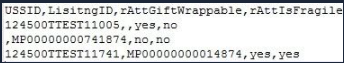 USSID,LisitngID,rAttGiftWrappable,rAttIsFragile
124500TTEST11005,,yes,no
,MP00000000741874,no,no
124500TTEST11741,MP00000000014874,yes,yes